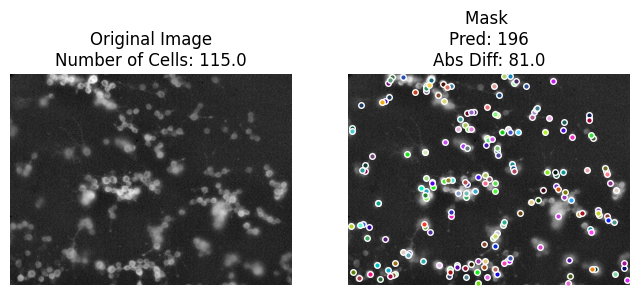 Original Image
Number of Cells: 115.0
Mask
Pred: 196
Abs Diff: 81.0